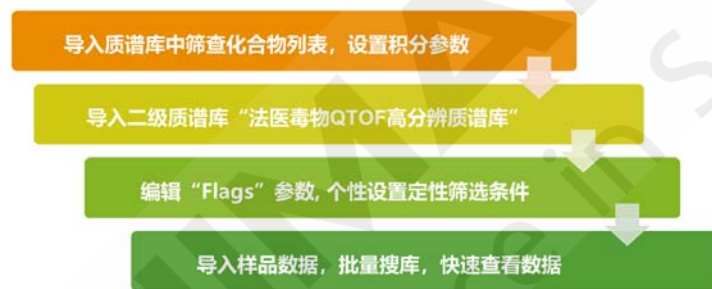 导入质谱库中筛查化合物列表，设置积分参数
导入二级质谱库“法医毒物QTOF高分辨质谱库”
编辑“Flags”参数, 个性设置定性筛选条件
导入样品数据，批量搜库，快速查看数据